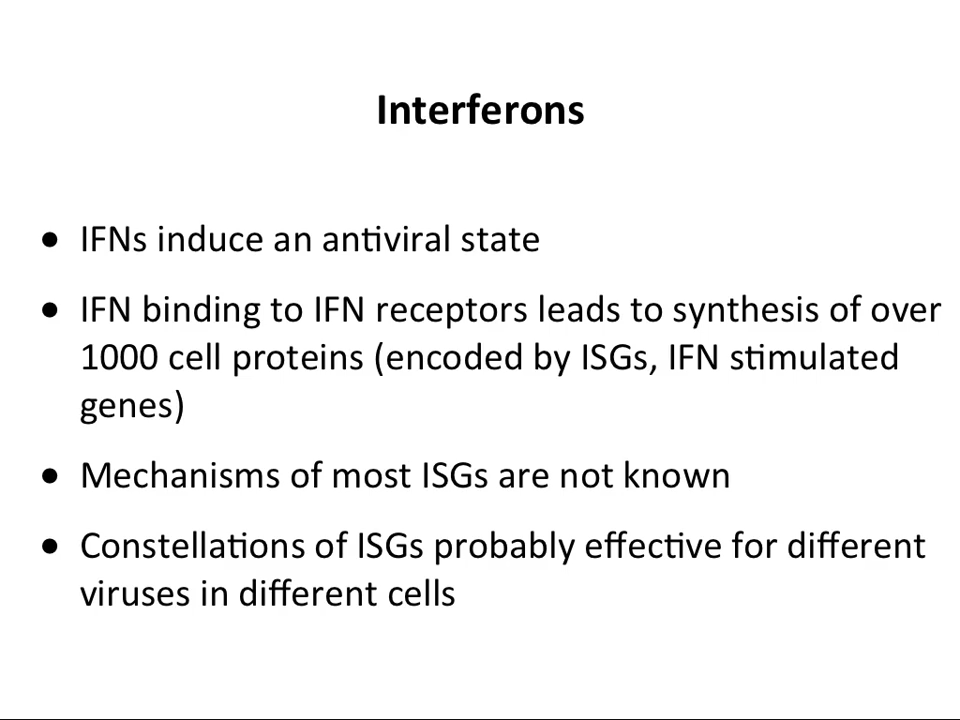 Interferons
• IFNs induce an antiviral state
• IFN binding to IFN receptors leads to synthesis of over
1000 cell proteins (encoded by ISGs, IFN stimulated
genes)
• Mechanisms of most ISGs are not known
• Constellations of ISGs probably effective for different
viruses in different cells